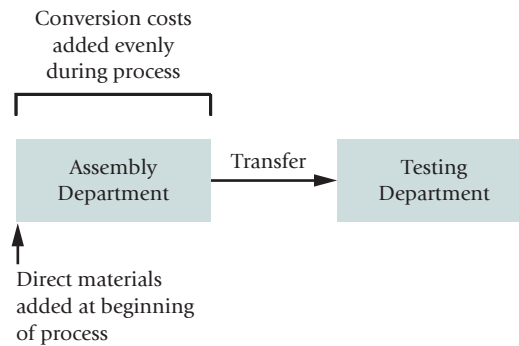 Conversion costs
added evenly
during process
Assembly
Department
Transfer
Testing
Department
Direct materials
added at beginning
of process